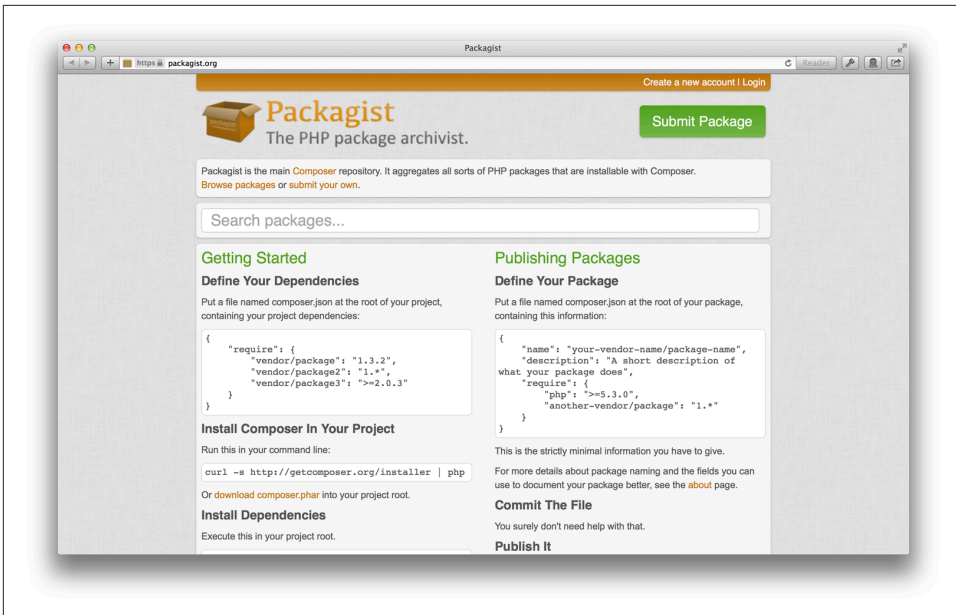 Packagist
https packagist.org
Reader
Create a new account | Login
packagist
Packagist
The PHP package archivist.
Submit Package
Packagist is the main Composer repository. It aggregates all sorts of PHP packages that are installable with Composer.
Browse packages or submit your own.
Search packages...
Getting Started
Define Your Dependencies
Put a file named composer.json at the root of your project,
containing your project dependencies:
{
    "require": {
        "vendor/package": "1.3.2",
        "vendor/package2": "1.*",
        "vendor/package3": ">=2.0.3"
    }
}
Install Composer In Your Project
Run this in your command line:
curl -s http://getcomposer.org/installer | php
Or download composer.phar into your project root.
Install Dependencies
Execute this in your project root.
Publishing Packages
Define Your Package
Put a file named composer.json at the root of your package,
containing this information:
{
    "name": "your-vendor-name/package-name",
    "description": "A short description of
what your package does",
    "require": {
        "php": ">=5.3.0",
        "another-vendor/package": "1.*"
    }
}
This is the strictly minimal information you have to give.
For more details about package naming and the fields you can
use to document your package better, see the about page.
Commit The File
You surely don't need help with that.
Publish It